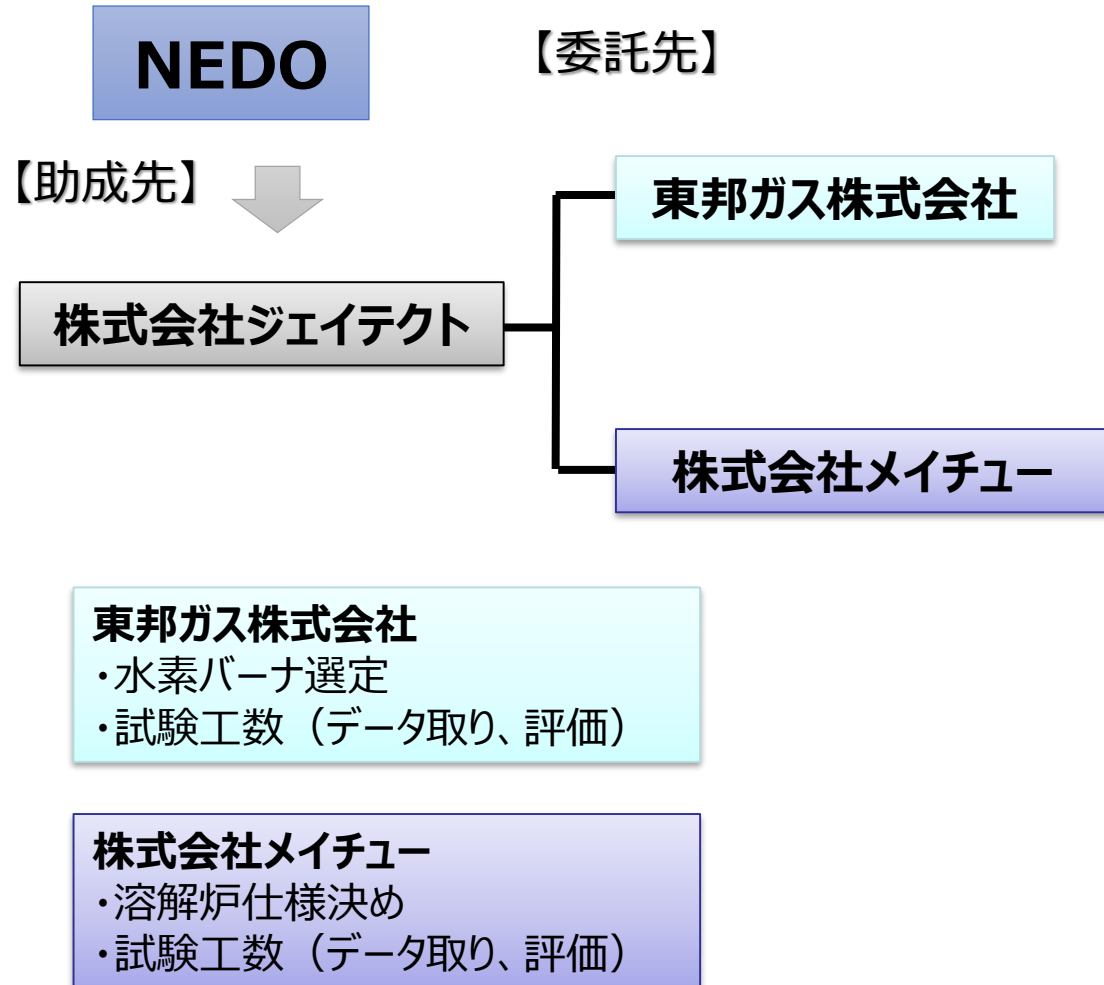 NEDO
【委託先】
【助成先】
東邦ガス株式会社
株式会社ジェイテクト
株式会社メイチュー
東邦ガス株式会社
・水素バーナ選定
・試験工数（データ取り、評価）
株式会社メイチュー
・溶解炉仕様決め
・試験工数（データ取り、評価）